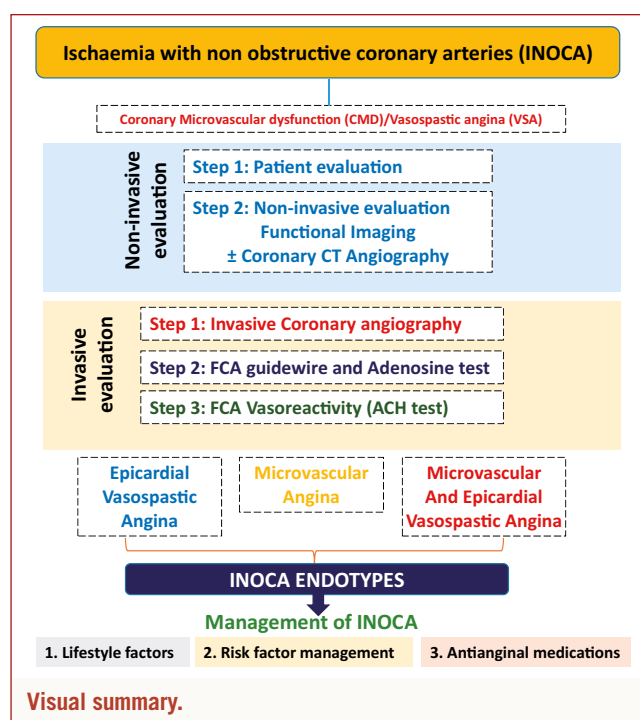 Ischaemia with non obstructive coronary arteries (INOCA)
Coronary Microvascular dysfunction (CMD)/Vasospastic angina (VSA)
Non-invasive
evaluation
Step 1: Patient evaluation
Step 2: Non-invasive evaluation
Functional Imaging
± Coronary CT Angiography
Invasive
evaluation
Step 1: Invasive Coronary angiography
Step 2: FCA guidewire and Adenosine test
Step 3: FCA Vasoreactivity (ACH test)
Epicardial
Vasospastic
Angina
Microvascular
Angina
Microvascular
And Epicardial
Vasospastic Angina
INOCA ENDOTYPES
Management of INOCA
1. Lifestyle factors
2. Risk factor management
3. Antianginal medications
Visual summary.